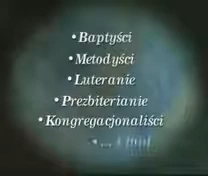 • Baptyści
• Metodyści
• Luteranie
• Prezbiterianie
• Kongregacjonaliści
• ...